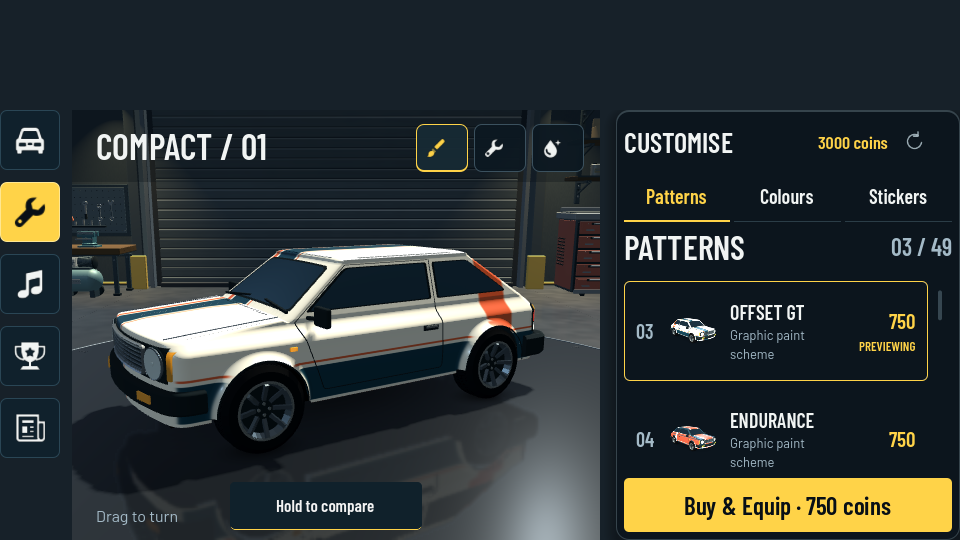 COMPACT / 01
CUSTOMISE
3000 coins
Patterns
Colours
Stickers
PATTERNS
03 / 49
03
OFFSET GT
Graphic paint
scheme
750
PREVIEWING
04
ENDURANCE
Graphic paint
scheme
750
Buy & Equip · 750 coins
Hold to compare
Drag to turn